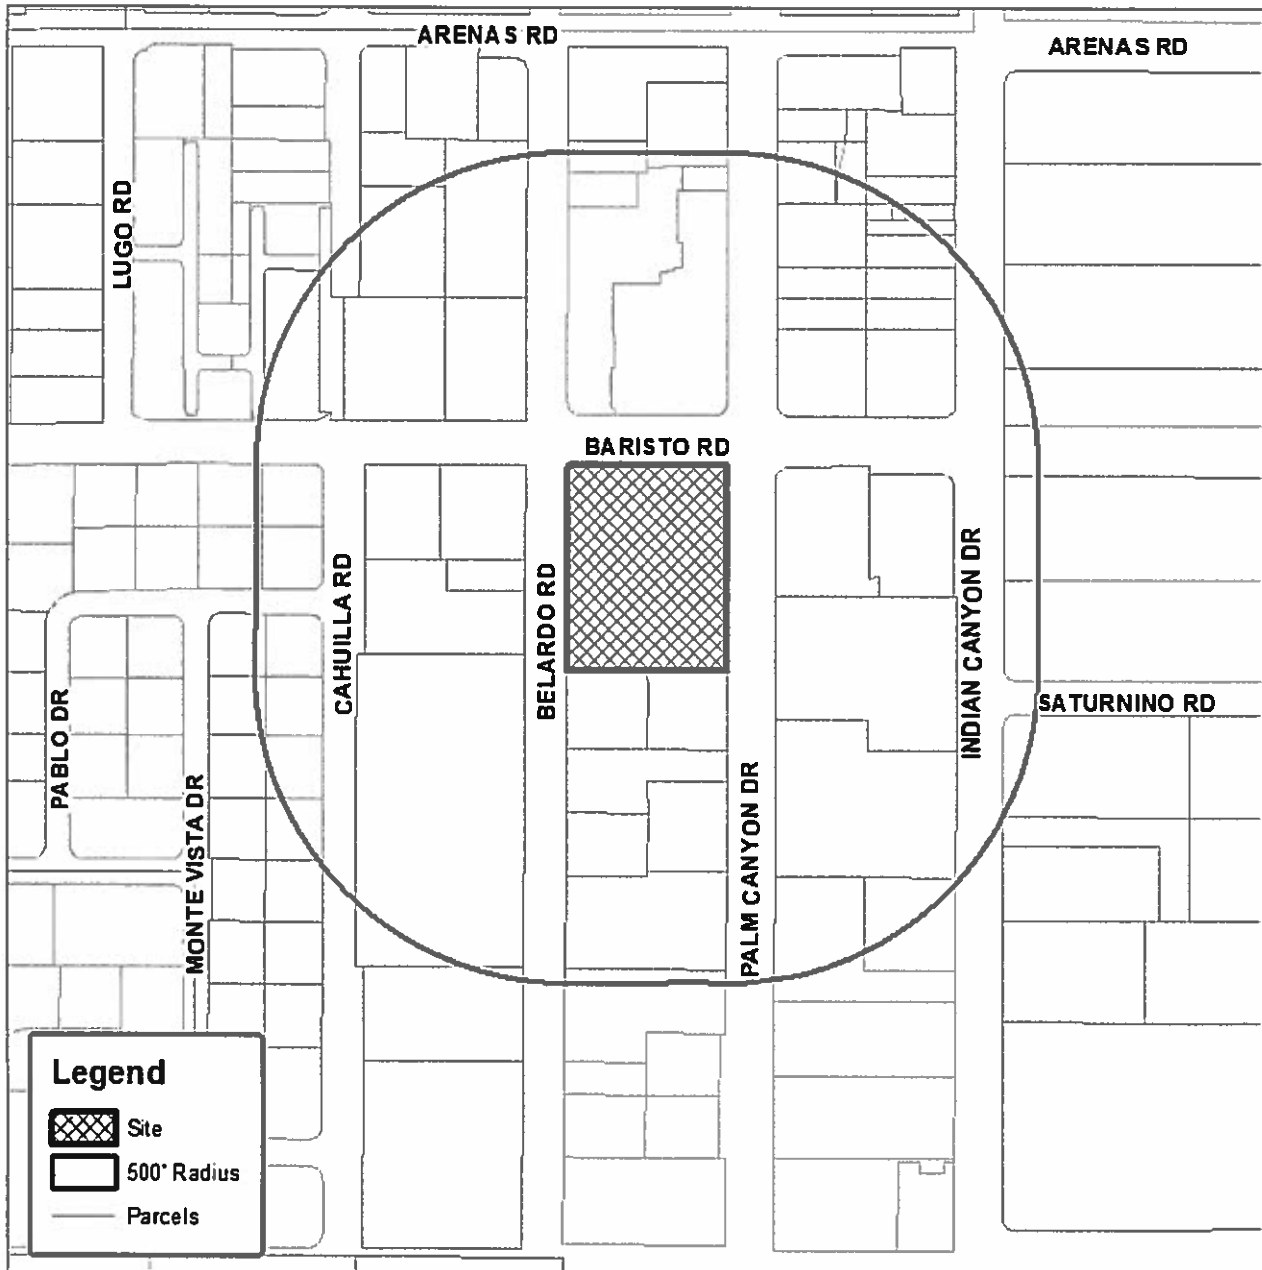 ARENAS RD
ARENAS RD
LUGO RD
BARISTO RD
CAHUILLA RD
BELARDO RD
INDIAN CANYON DR
SATURNINO RD
PABLO DR
MONTE VISTA DR
PALM CANYON DR
Legend
Site
500' Radius
Parcels